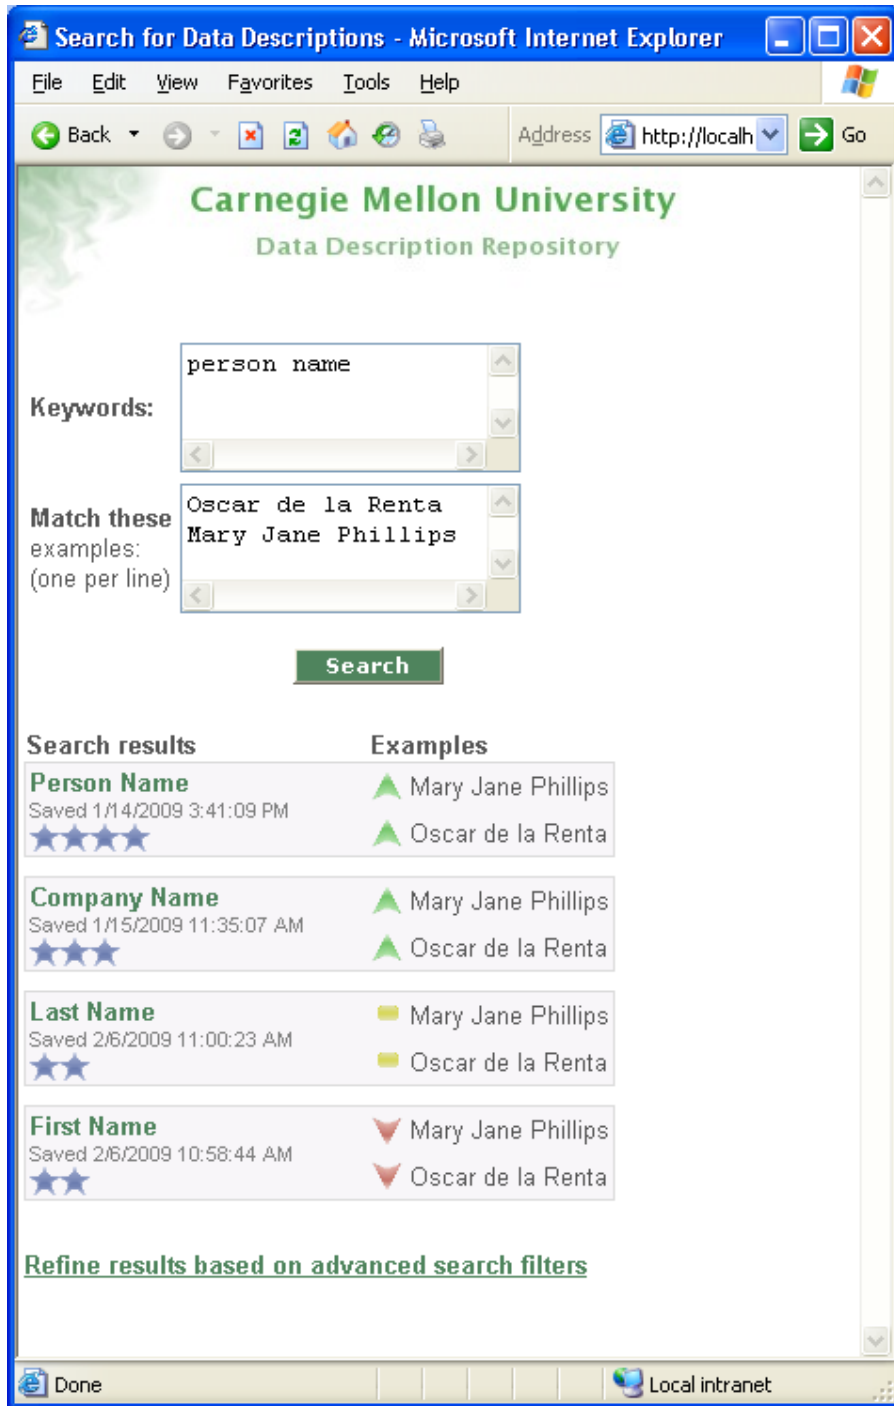 Search for Data Descriptions - Microsoft Internet Explorer
File Edit View Favorites Tools Help
Back Address http://localh Go
Carnegie Mellon University
Data Description Repository
Keywords:
person name
Match these
examples:
(one per line)
Oscar de la Renta
Mary Jane Phillips
Search
Search results Examples
Person Name
Saved 1/14/2009 3:41:09 PM
Mary Jane Phillips
Oscar de la Renta
Company Name
Saved 1/15/2009 11:35:07 AM
Mary Jane Phillips
Oscar de la Renta
Last Name
Saved 2/6/2009 11:00:23 AM
Mary Jane Phillips
Oscar de la Renta
First Name
Saved 2/6/2009 10:58:44 AM
Mary Jane Phillips
Oscar de la Renta
Refine results based on advanced search filters
Done Local intranet